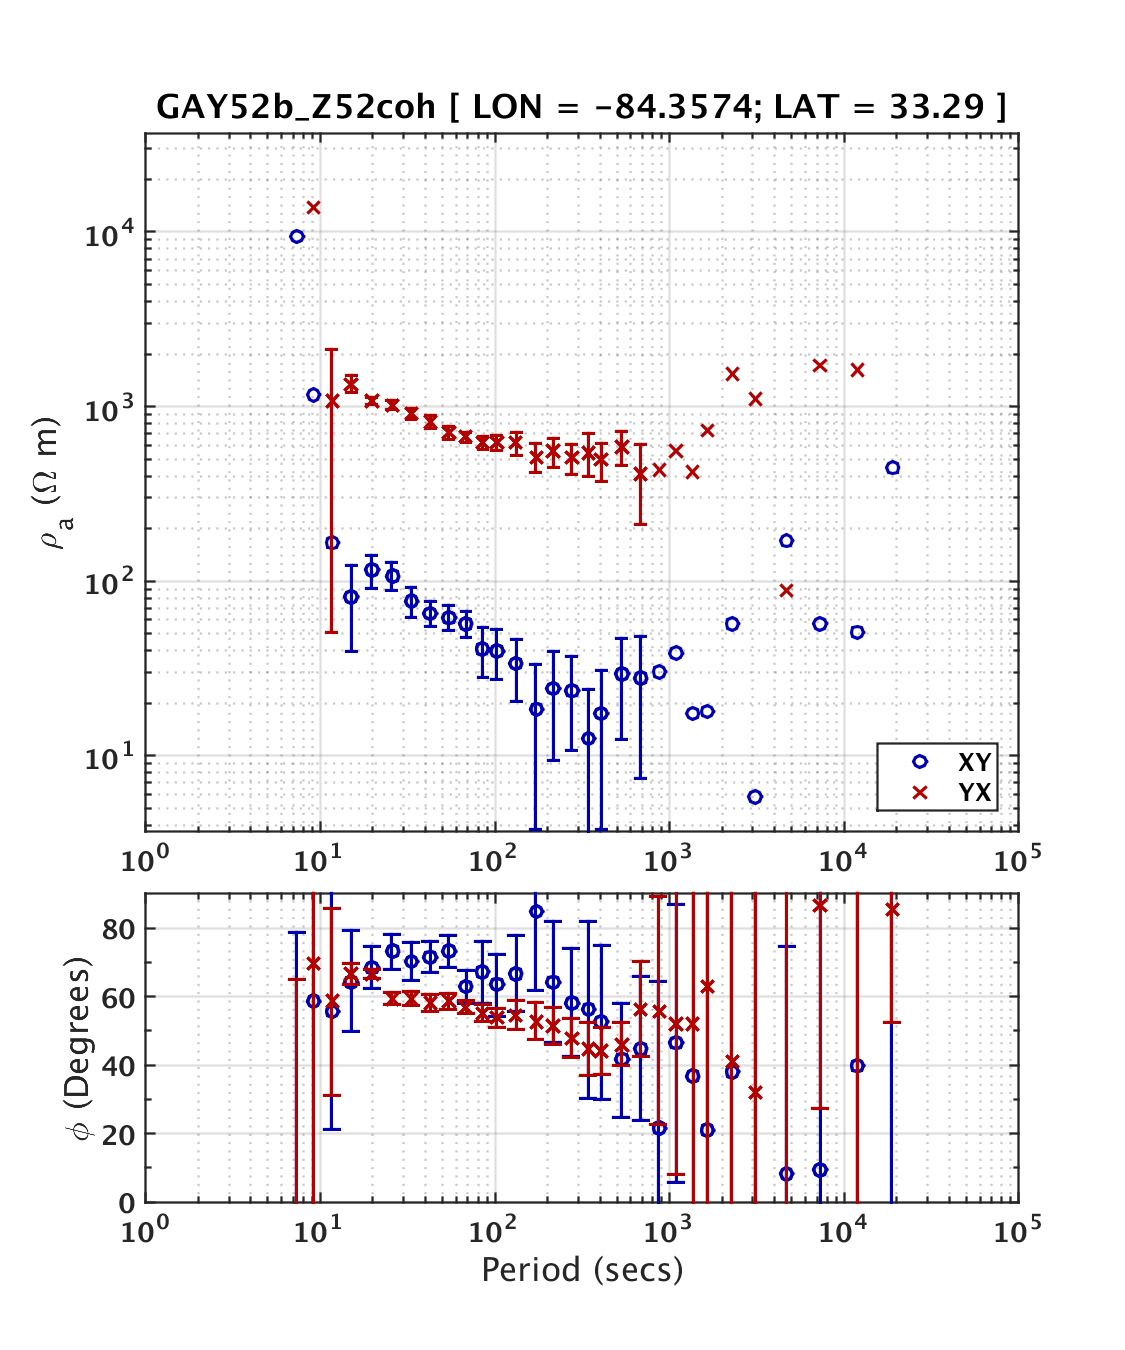 GAY52b_Z52coh [ LON = -84.3574; LAT = 33.29 ]
ρa (Ω m)
10^4
10^3
10^2
10^1
XY
YX
10^0 10^1 10^2 10^3 10^4 10^5
ϕ (Degrees)
80
60
40
20
0
10^0 10^1 10^2 10^3 10^4 10^5
Period (secs)